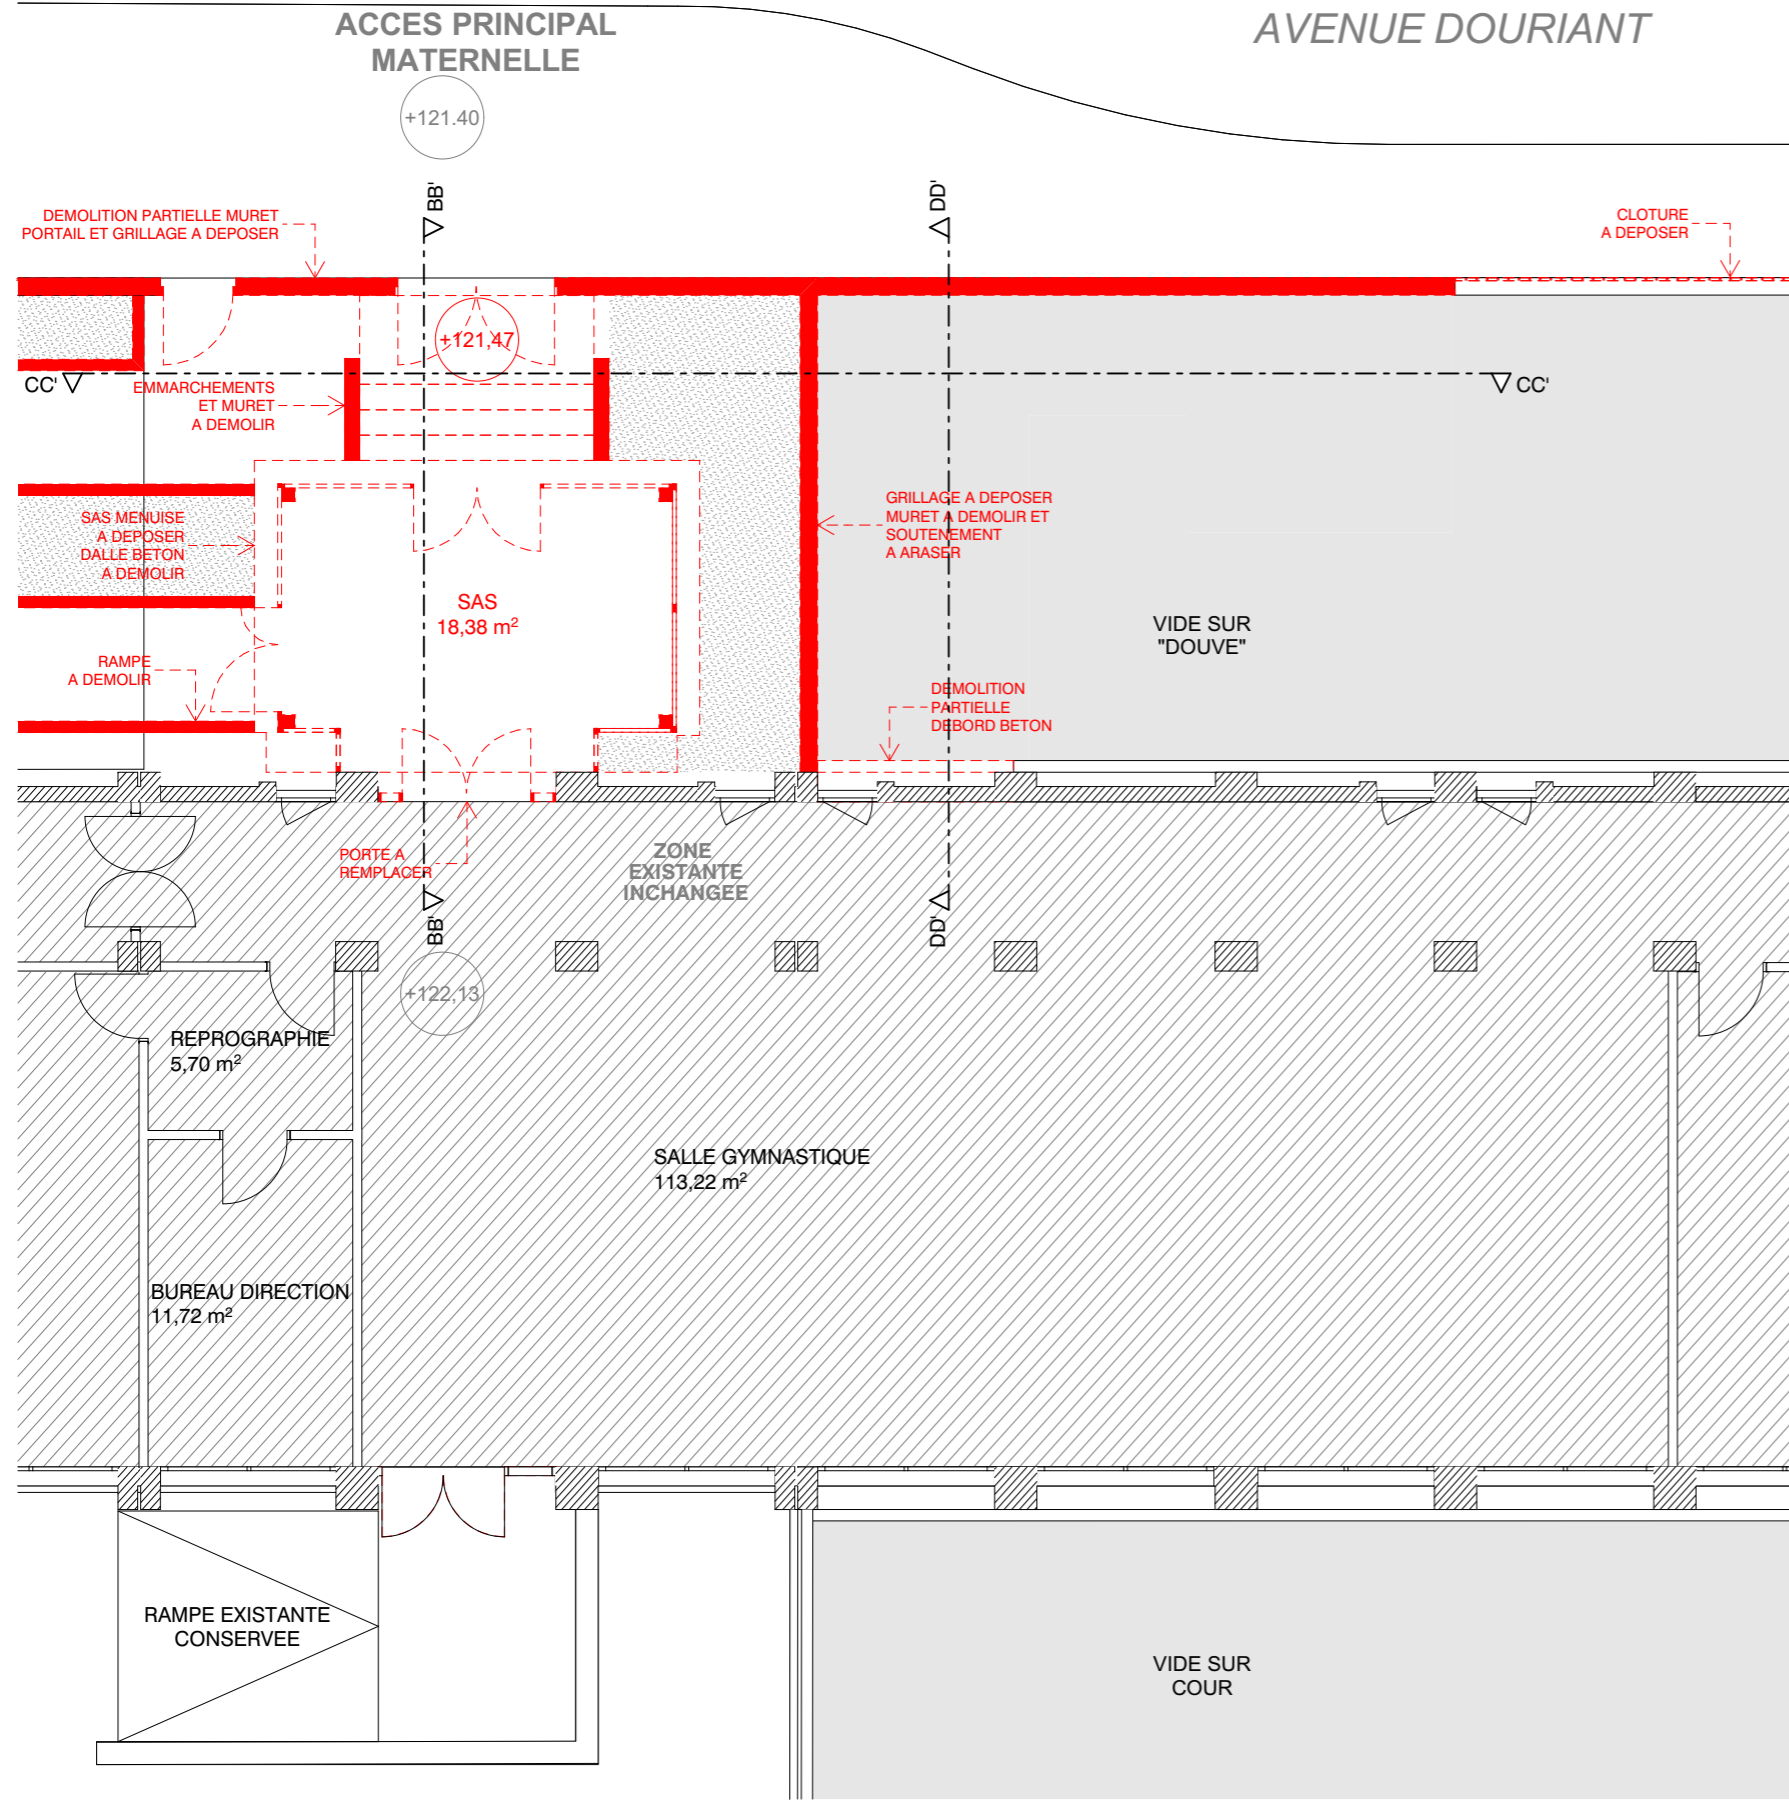 ACCES PRINCIPAL
MATERNELLE
AVENUE DOURIANT
+121.40
BB'
DD'
DEMOLITION PARTIELLE MURET
PORTAIL ET GRILLAGE A DEPOSER
CLOTURE
A DEPOSER
+121,47
CC'
CC'
EMMARCHEMENTS
ET MURET
A DEMOLIR
GRILLAGE A DEPOSER
MURET A DEMOLIR ET
SOUTENEMENT
A ARASER
SAS MENUISE
A DEPOSER
DALLE BETON
A DEMOLIR
SAS
18,38 m²
VIDE SUR
"DOUVE"
RAMPE
A DEMOLIR
DEMOLITION
PARTIELLE
DEBORD BETON
PORTE A
REMPLACER
ZONE
EXISTANTE
INCHANGEE
BB'
DD'
+122,13
REPROGRAPHIE
5,70 m²
SALLE GYMNASTIQUE
113,22 m²
BUREAU DIRECTION
11,72 m²
RAMPE EXISTANTE
CONSERVEE
VIDE SUR
COUR